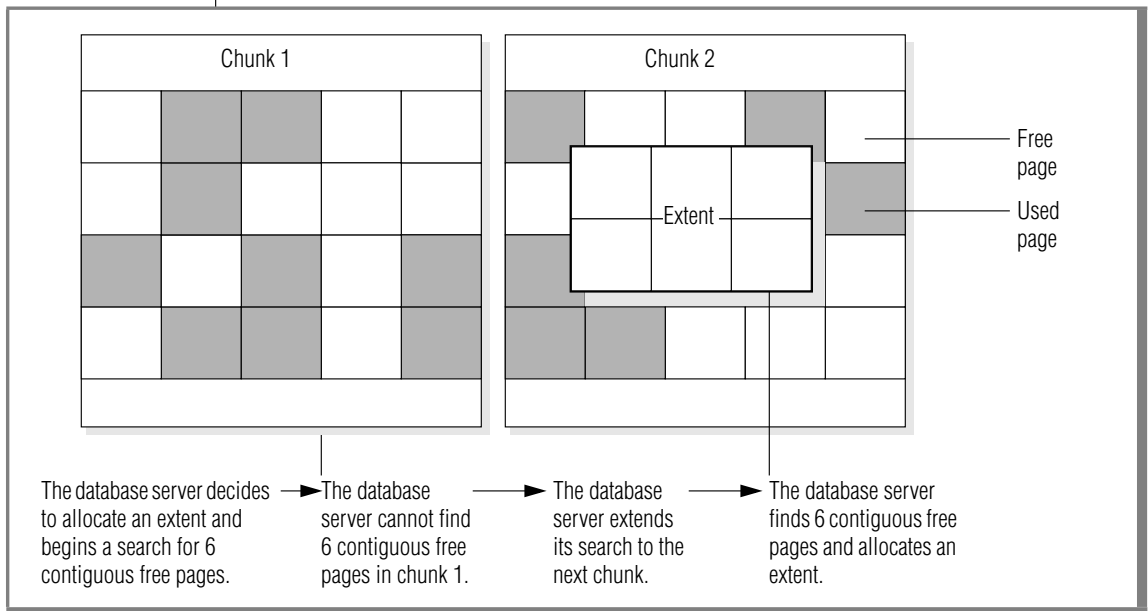 Chunk 1
Chunk 2
Free
page
Used
page
Extent
The database server decides
to allocate an extent and
begins a search for 6
contiguous free pages.
The database
server cannot find
6 contiguous free
pages in chunk 1.
The database
server extends
its search to the
next chunk.
The database server
finds 6 contiguous free
pages and allocates an
extent.